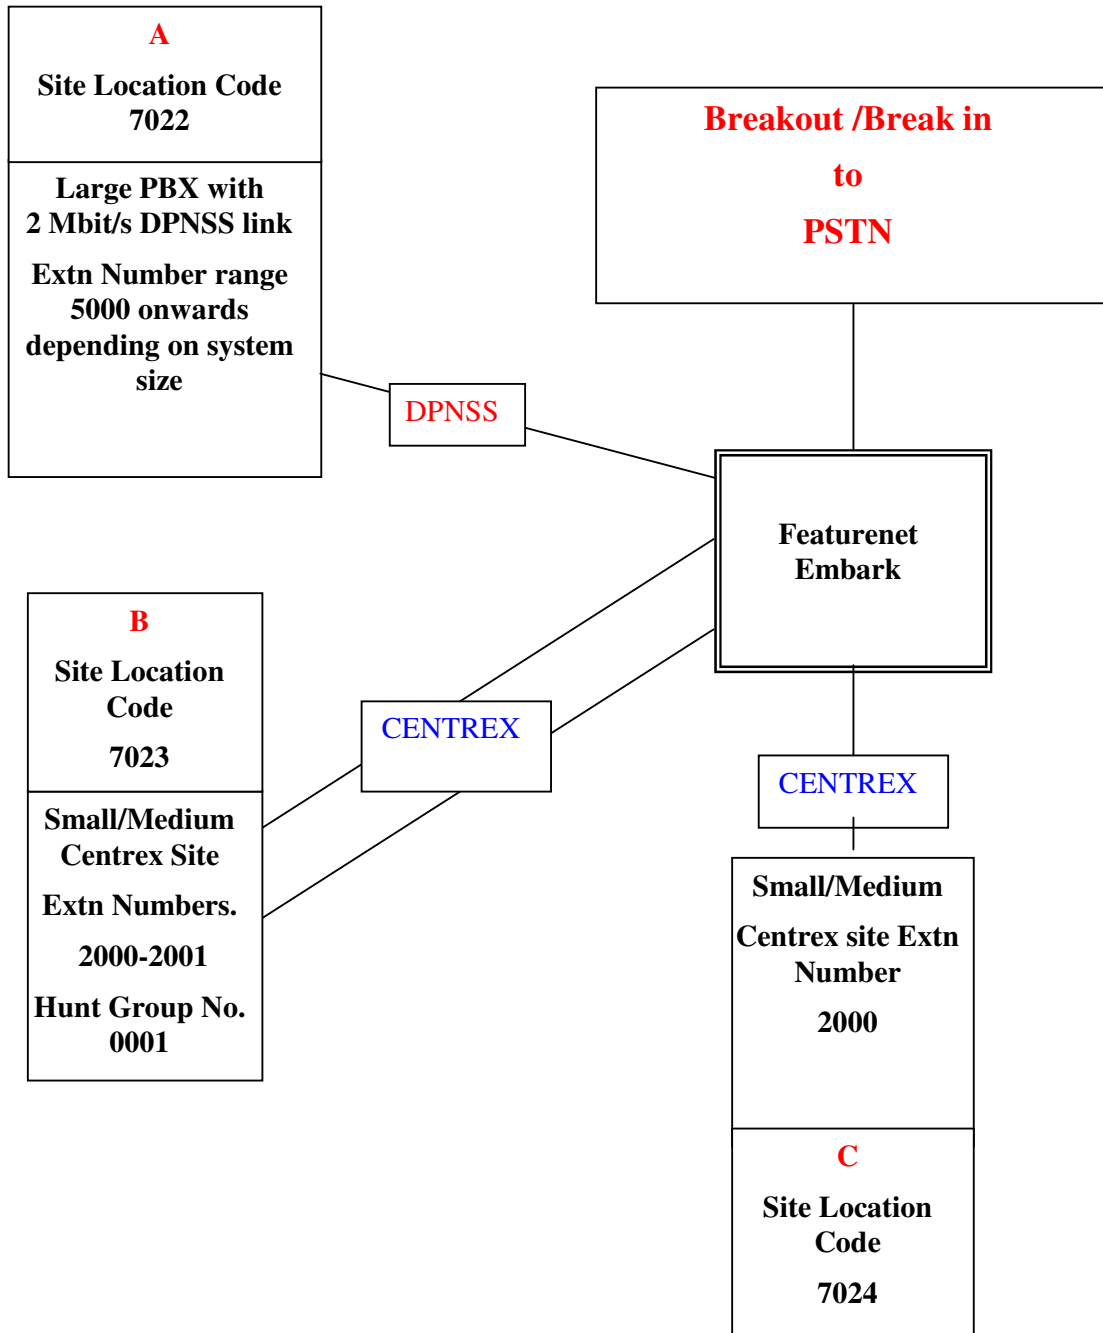 A
Site Location Code
7022
Large PBX with
2 Mbit/s DPNSS link
Extn Number range
5000 onwards
depending on system
size
Breakout /Break in
to
PSTN
DPNSS
Featurenet
Embark
B
Site Location
Code
7023
Small/Medium
Centrex Site
Extn Numbers.
2000-2001
Hunt Group No.
0001
CENTREX
CENTREX
Small/Medium
Centrex site Extn
Number
2000
C
Site Location
Code
7024